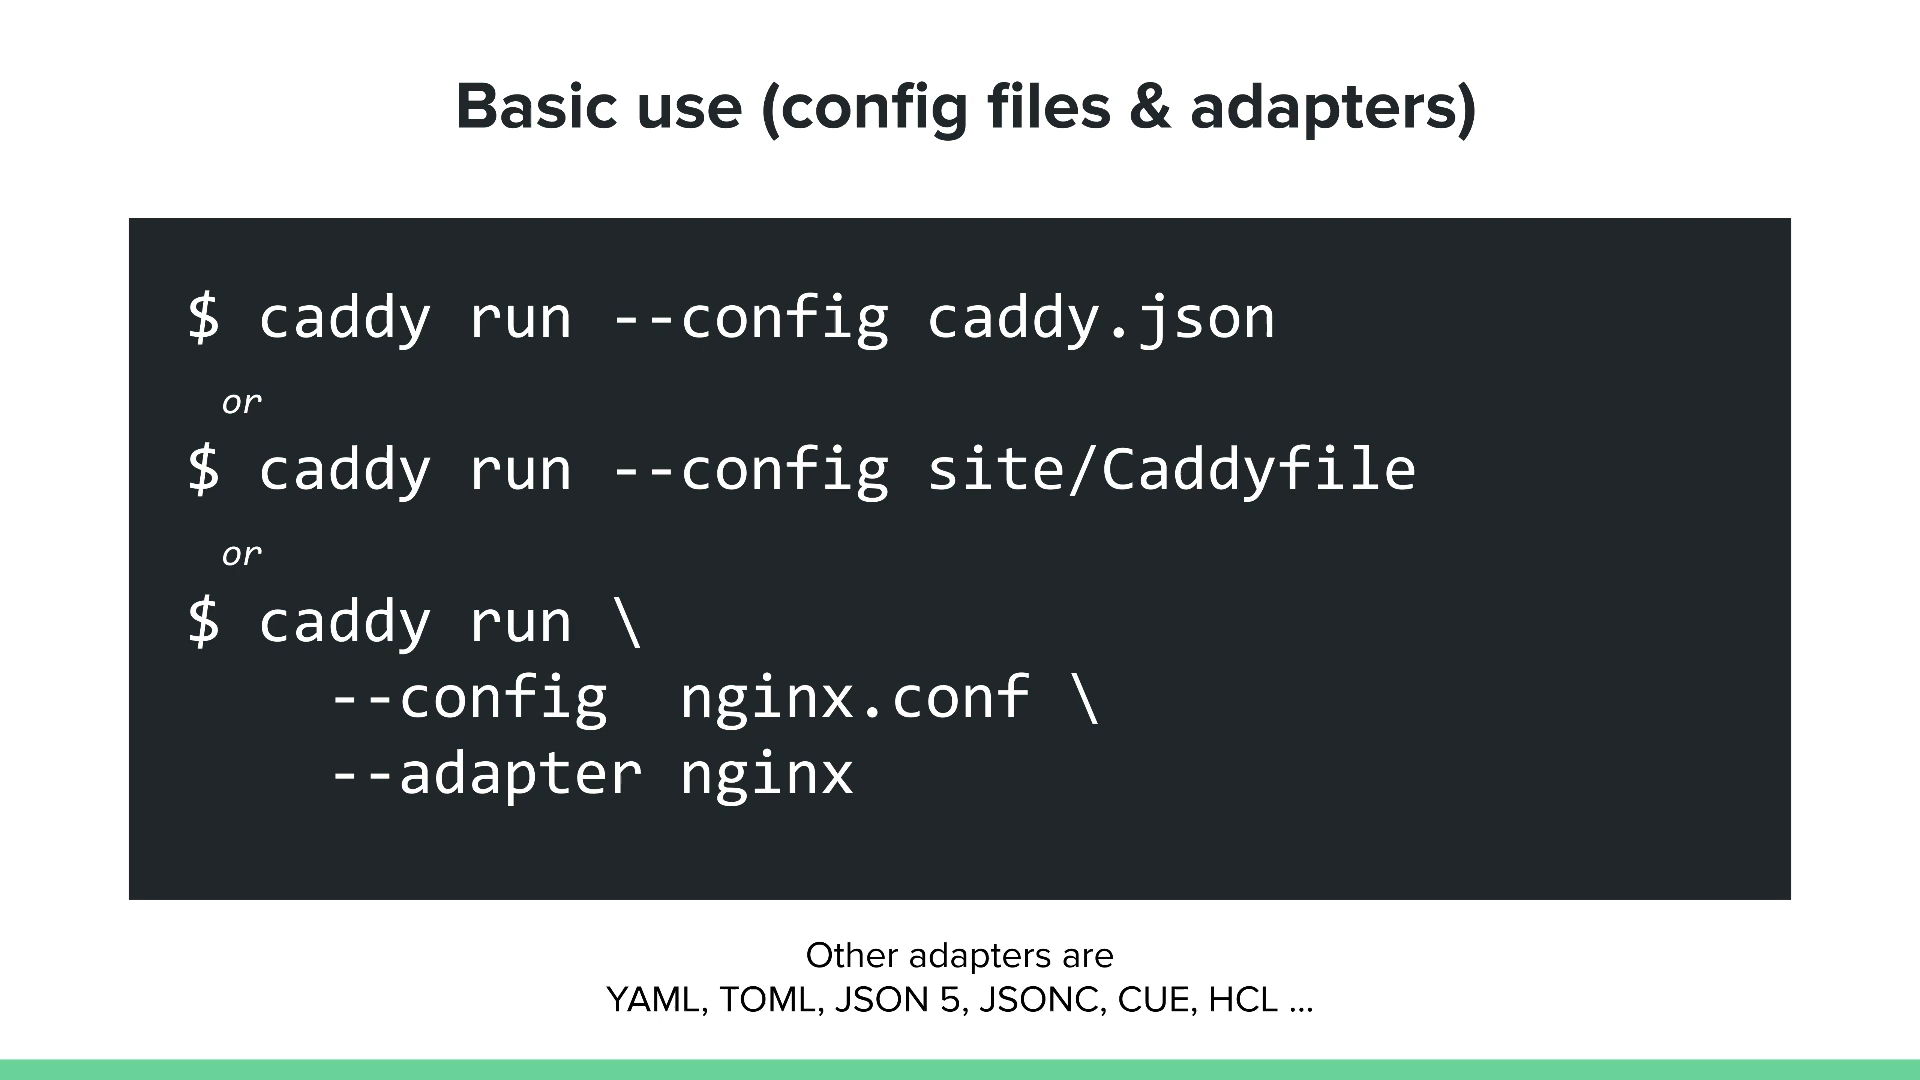 Basic use (config files & adapters)
$ caddy run --config caddy.json
or
$ caddy run --config site/Caddyfile
or
$ caddy run \
--config  nginx.conf \
--adapter nginx
Other adapters are
YAML, TOML, JSON 5, JSONC, CUE, HCL ...